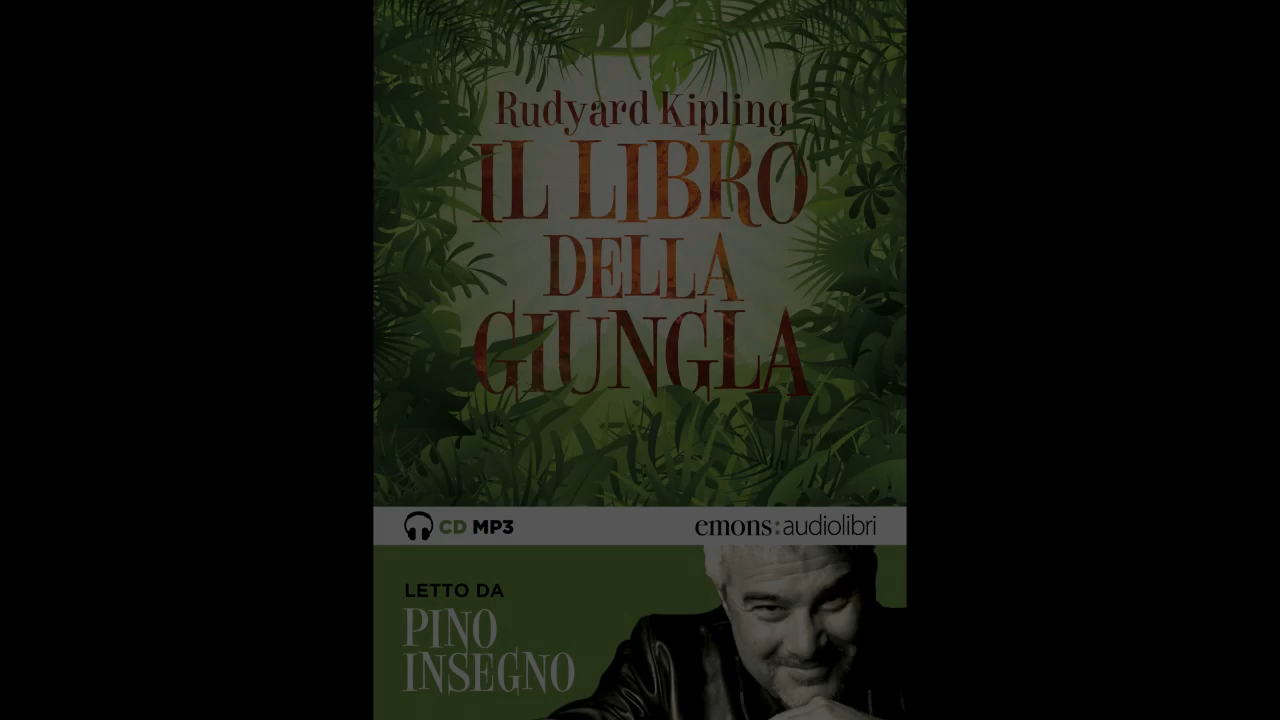 Rudyard Kipling
IL LIBRO
DELLA
GIUNGLA
CD MP3
emons:audiolibri
LETTO DA
PINO
INSEGNO